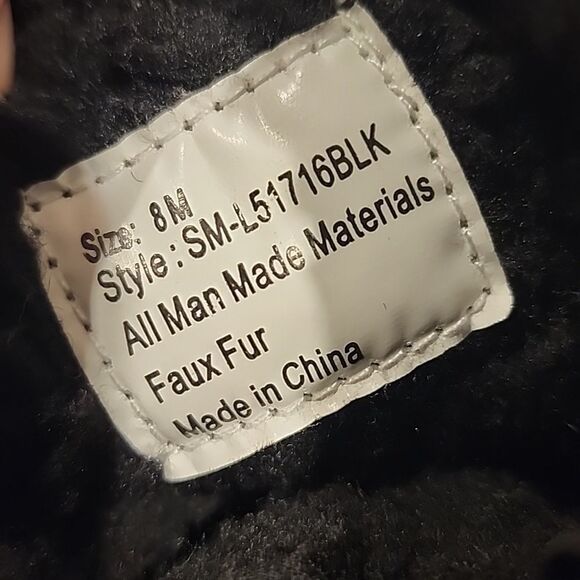 Size: 8M
Style : SM-L51716BLK
All Man Made Materials
Faux Fur
Made in China